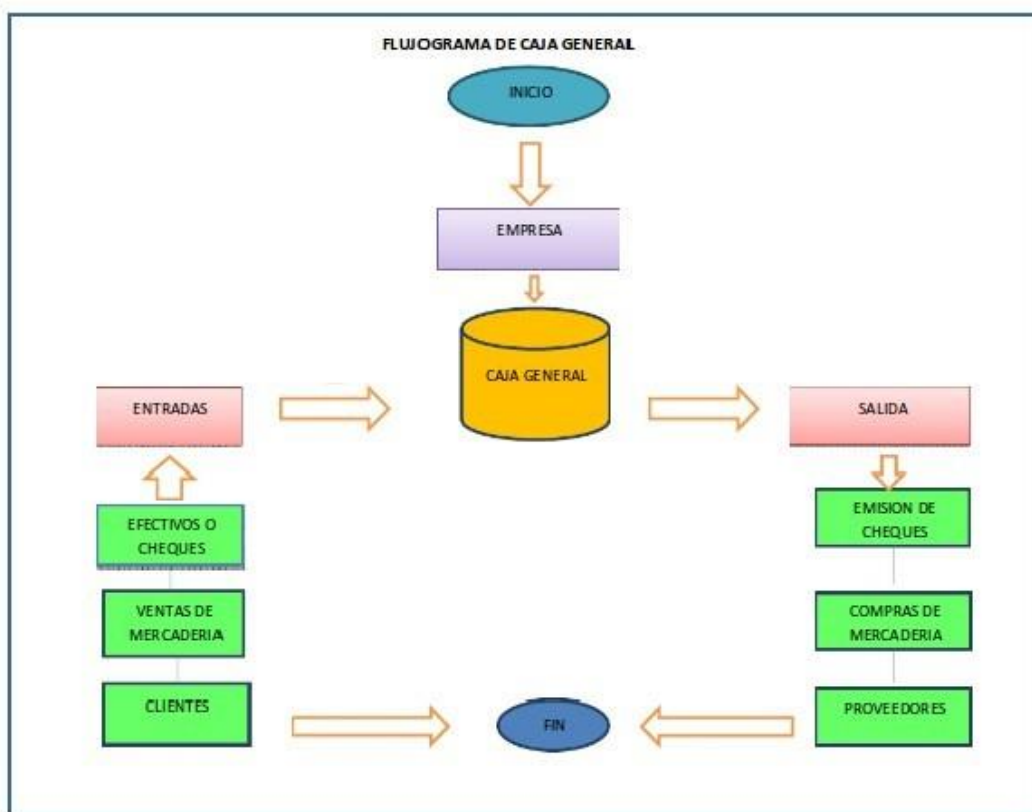 FLUJOGRAMA DE CAJA GENERAL
INICIO
EMPRESA
CAJA GENERAL
ENTRADAS
SALIDA
EFECTIVOS O
CHEQUES
EMISION DE
CHEQUES
VENTAS DE
MERCADERIA
COMPRAS DE
MERCADERIA
CLIENTES
FIN
PROVEEDORES